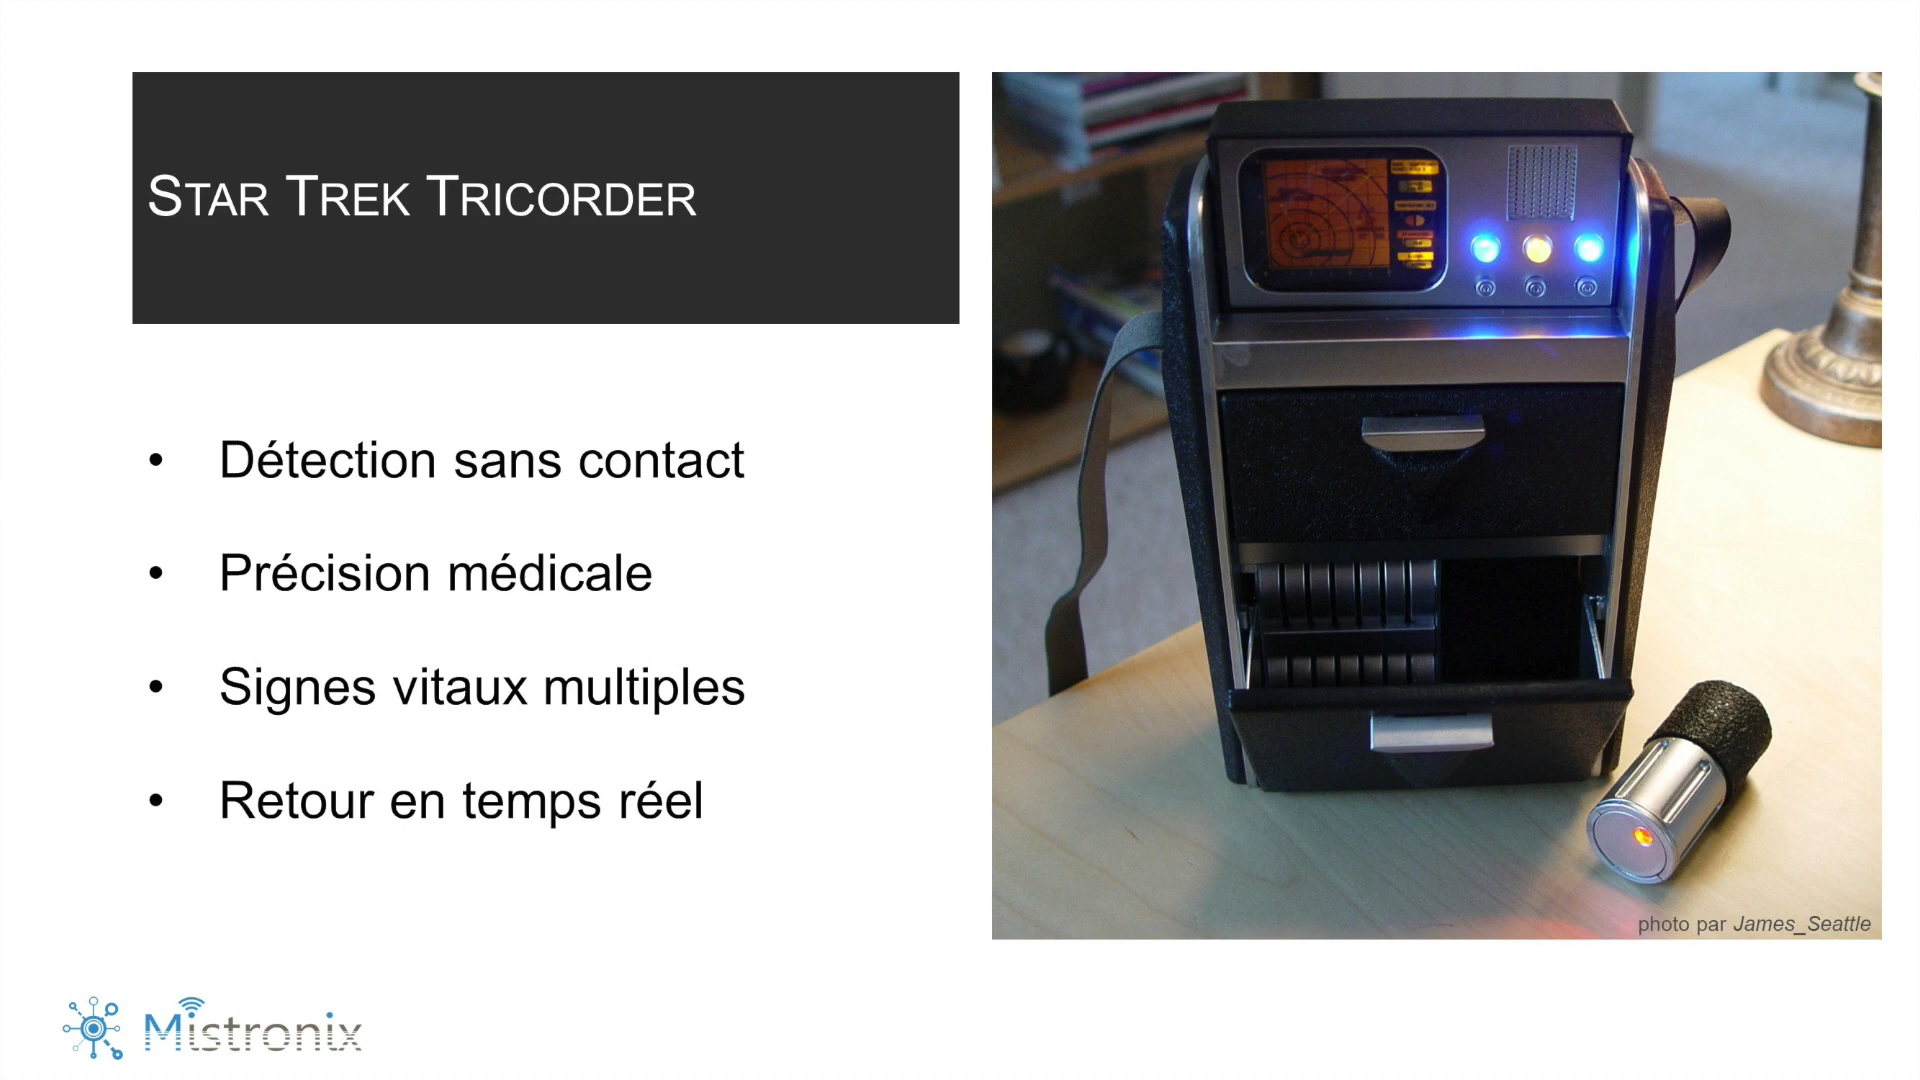 STAR TREK TRICORDER
• Détection sans contact
• Précision médicale
• Signes vitaux multiples
• Retour en temps réel
photo par James_Seattle
Mistronix